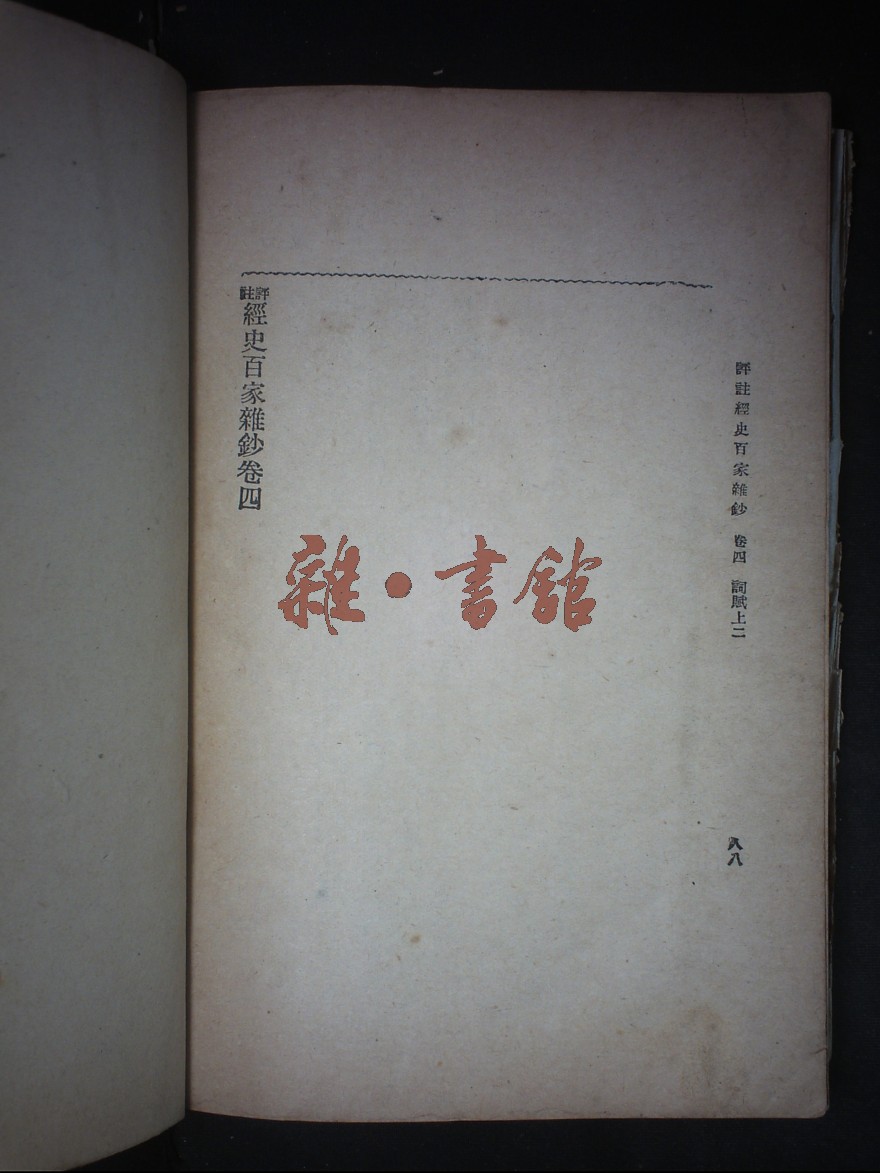 評註經史百家雜鈔 卷四 詞賦上二
八八
雜•書館
評註經史百家雜鈔卷四